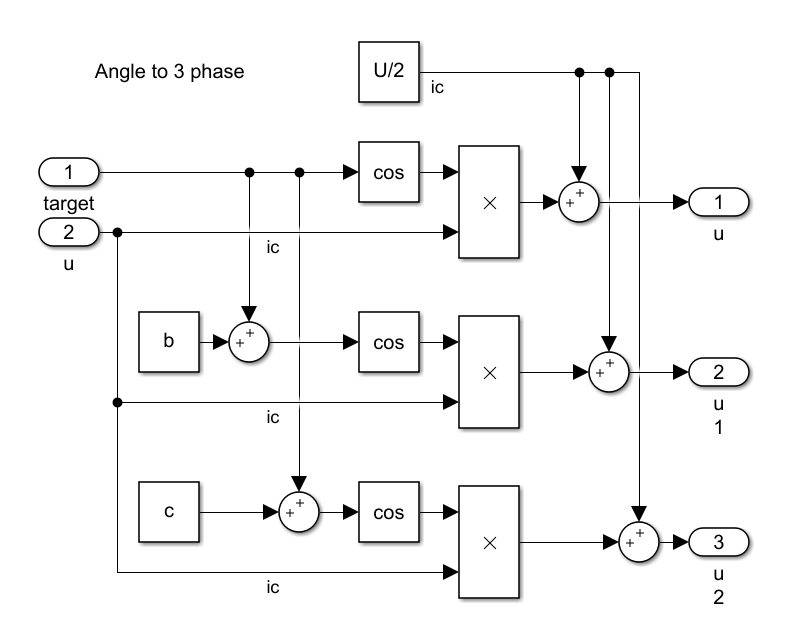 Angle to 3 phase
U/2
ic
1
target
cos
×
+
+
1
u
2
u
ic
b
+
+
cos
×
+
+
2
u
1
ic
c
+
+
cos
×
+
+
3
u
2
ic